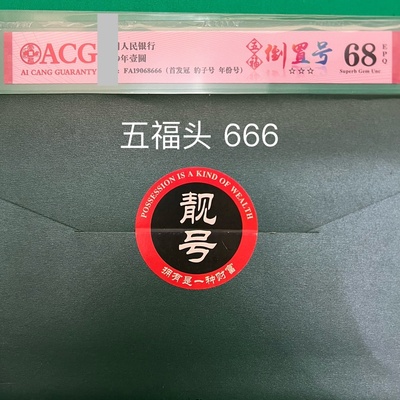 ACG
AI CANG GUARANTY
人民银行
年壹圆
FA19068666（首发冠 豹子号 年份号）
五福
倒置号
☆☆☆
68
EPQ
Superb Gem Unc
五福头 666
POSSESSION IS A KIND OF WEALTH
靓号
拥有是一种财富